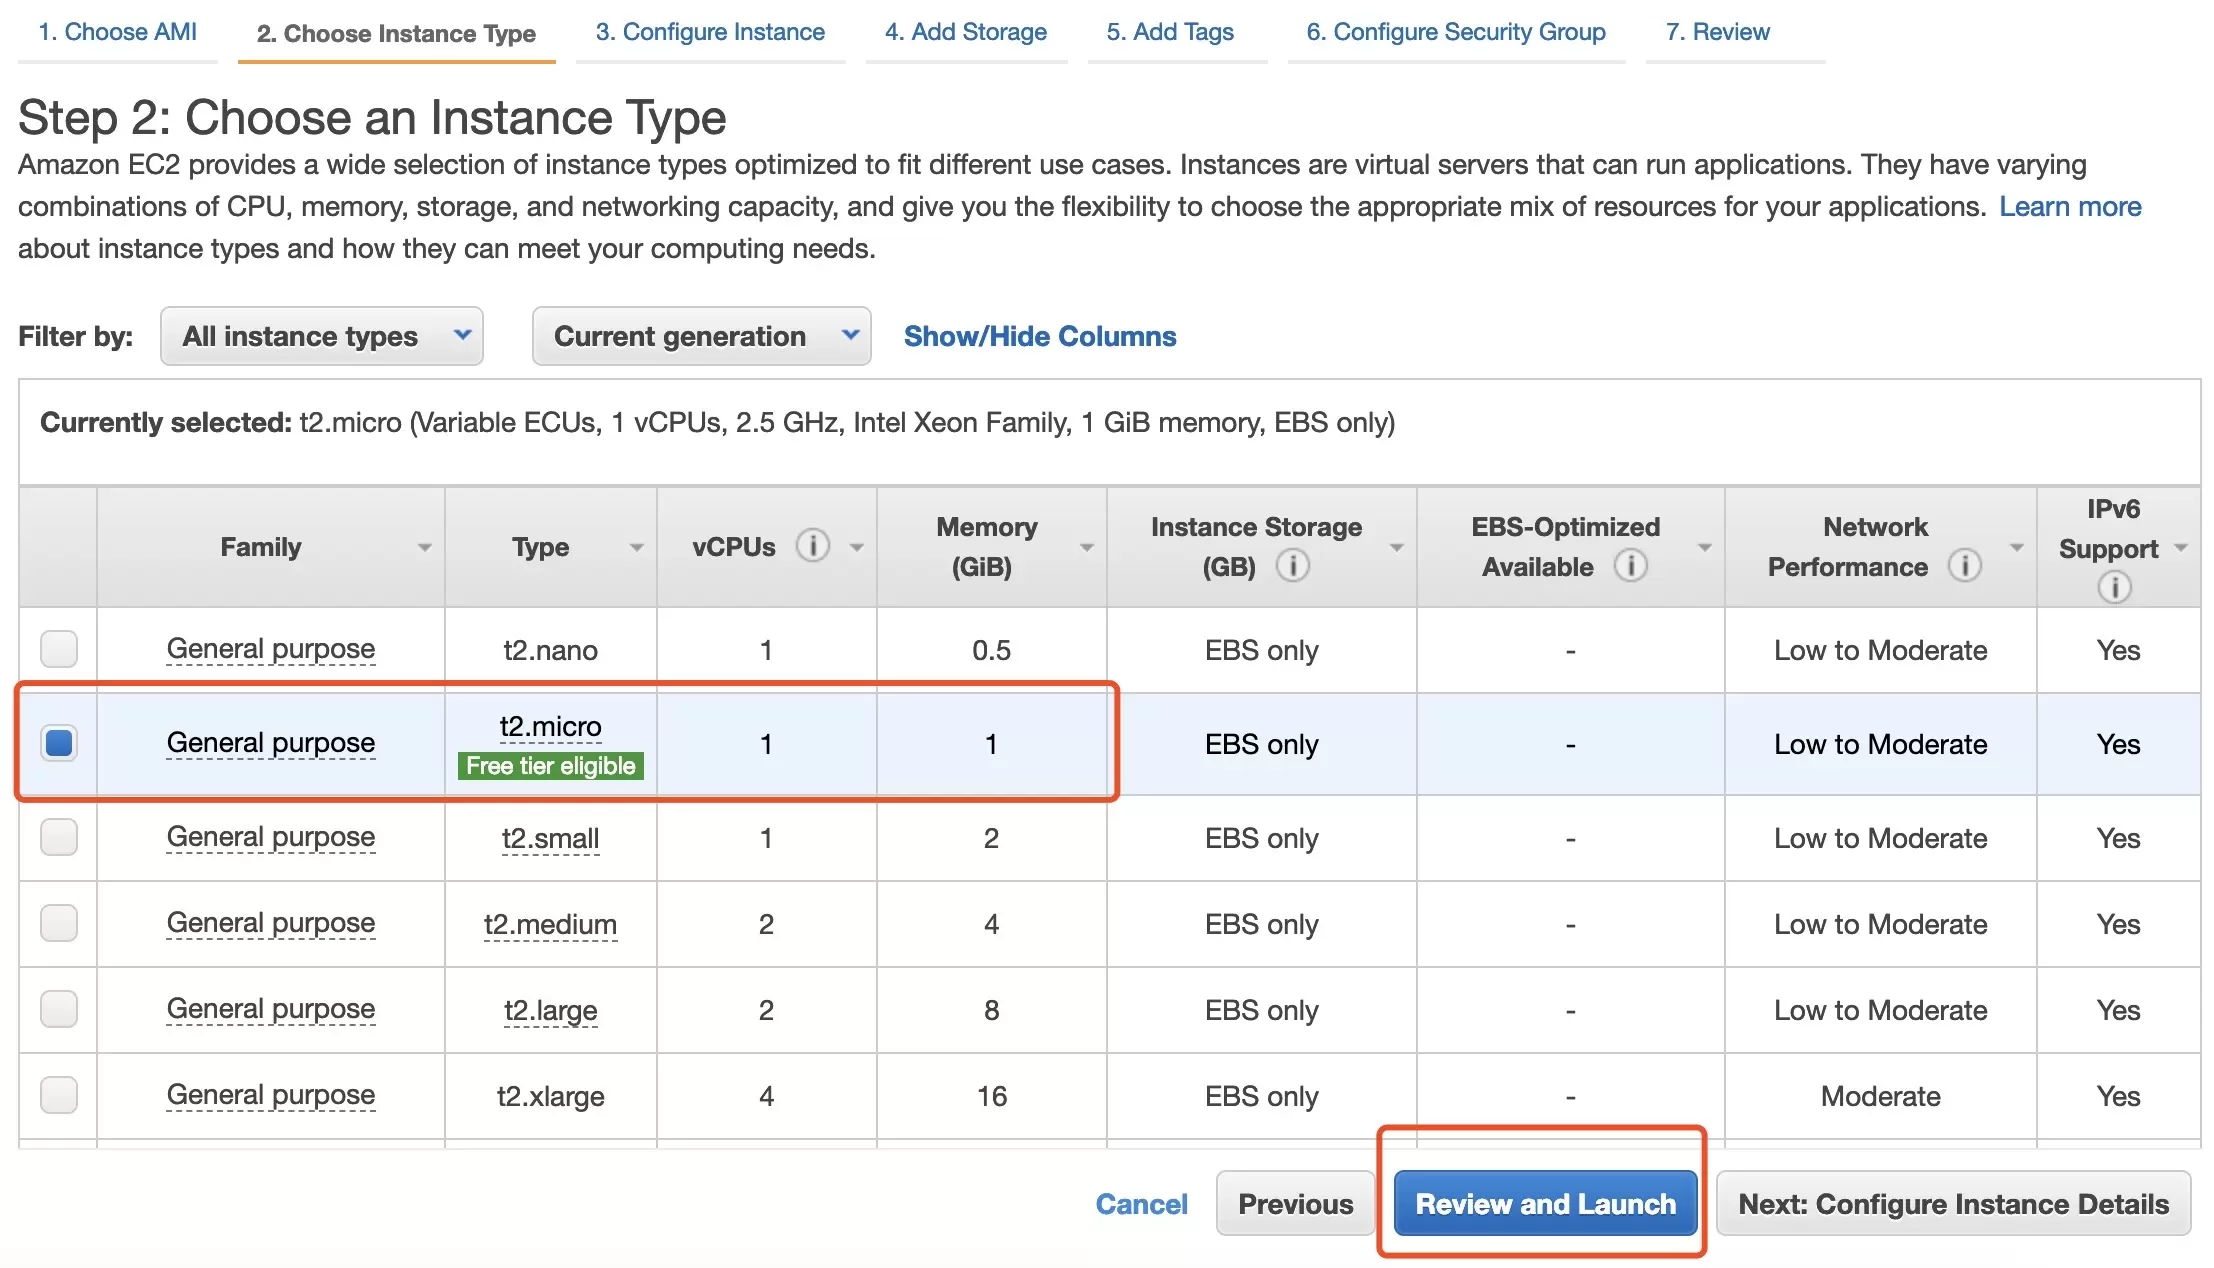 1. Choose AMI 2. Choose Instance Type 3. Configure Instance 4. Add Storage 5. Add Tags 6. Configure Security Group 7. Review
Step 2: Choose an Instance Type
Amazon EC2 provides a wide selection of instance types optimized to fit different use cases. Instances are virtual servers that can run applications. They have varying
combinations of CPU, memory, storage, and networking capacity, and give you the flexibility to choose the appropriate mix of resources for your applications. Learn more
about instance types and how they can meet your computing needs.
Filter by: All instance types Current generation Show/Hide Columns
Currently selected: t2.micro (Variable ECUs, 1 vCPUs, 2.5 GHz, Intel Xeon Family, 1 GiB memory, EBS only)
Family Type vCPUs Memory (GiB) Instance Storage (GB) EBS-Optimized Available Network Performance IPv6 Support
General purpose t2.nano 1 0.5 EBS only - Low to Moderate Yes
General purpose t2.micro Free tier eligible 1 1 EBS only - Low to Moderate Yes
General purpose t2.small 1 2 EBS only - Low to Moderate Yes
General purpose t2.medium 2 4 EBS only - Low to Moderate Yes
General purpose t2.large 2 8 EBS only - Low to Moderate Yes
General purpose t2.xlarge 4 16 EBS only - Moderate Yes
Cancel Previous Review and Launch Next: Configure Instance Details